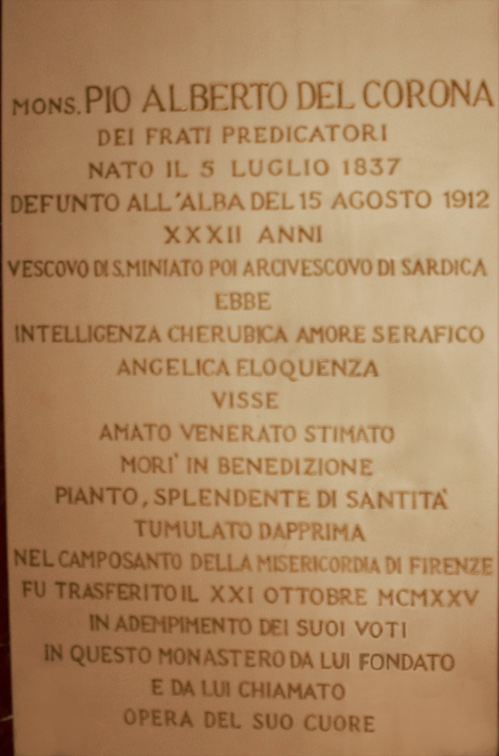 MONS. PIO ALBERTO DEL CORONA
DEI FRATI PREDICATORI
NATO IL 5 LUGLIO 1837
DEFUNTO ALL'ALBA DEL 15 AGOSTO 1912
XXXII ANNI
VESCOVO DI S. MINIATO POI ARCIVESCOVO DI SARDICA
EBBE
INTELLIGENZA CHERUBICA AMORE SERAFICO
ANGELICA ELOQUENZA
VISSE
AMATO VENERATO STIMATO
MORI' IN BENEDIZIONE
PIANTO, SPLENDENTE DI SANTITA'
TUMULATO DAPPRIMA
NEL CAMPOSANTO DELLA MISERICORDIA DI FIRENZE
FU TRASFERITO IL XXI OTTOBRE MCMXXV
IN ADEMPIMENTO DEI SUOI VOTI
IN QUESTO MONASTERO DA LUI FONDATO
E DA LUI CHIAMATO
OPERA DEL SUO CUORE